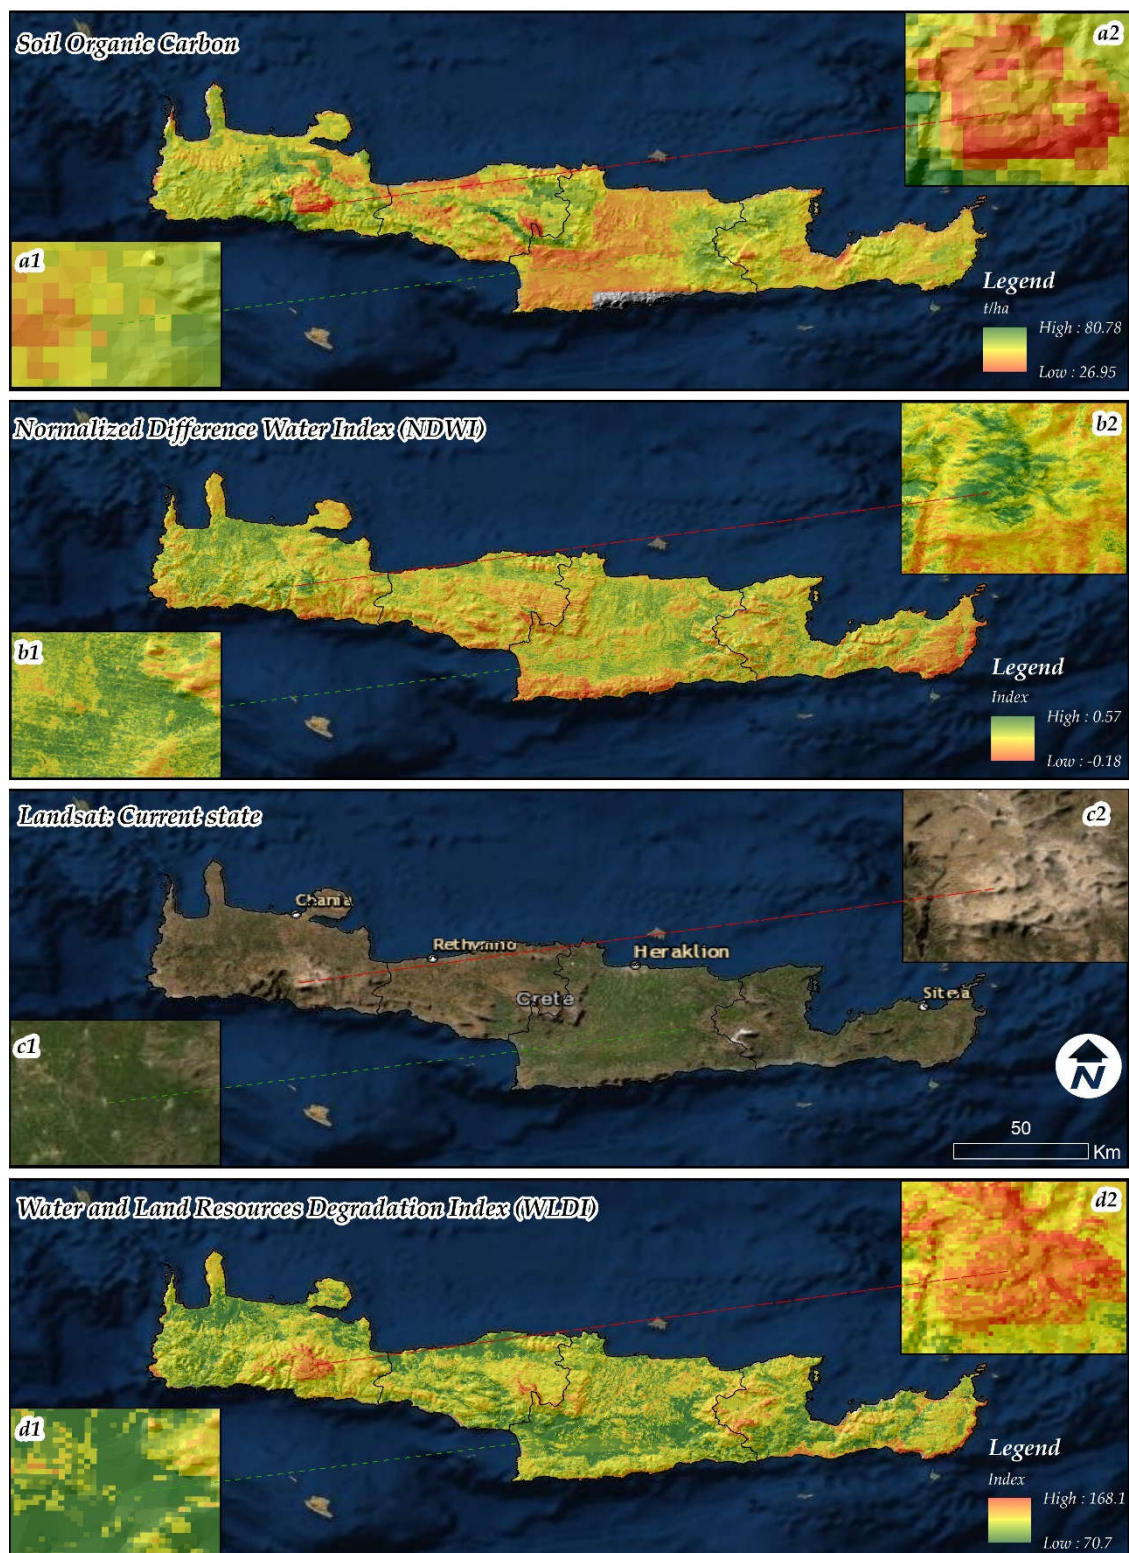 Soil Organic Carbon
a2
a1
Legend
t/ha
High : 80.78
Low : 26.95
Normalized Difference Water Index (NDWI)
b2
b1
Legend
Index
High : 0.57
Low : -0.18
Landsat: Current state
c2
Chania
Rethymno
Heraklion
Crete
Siteia
c1
N
50
Km
Water and Land Resources Degradation Index (WLDI)
d2
d1
Legend
Index
High : 168.1
Low : 70.7